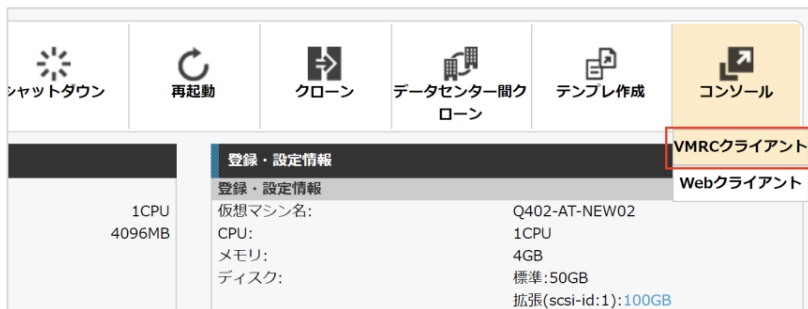 シャットダウン
再起動
クローン
データセンター間ク
ローン
テンプレ作成
コンソール
VMRCクライアント
Webクライアント
1CPU
4096MB
登録・設定情報
登録・設定情報
仮想マシン名: Q402-AT-NEW02
CPU: 1CPU
メモリ: 4GB
ディスク: 標準:50GB
拡張(scsi-id:1):100GB